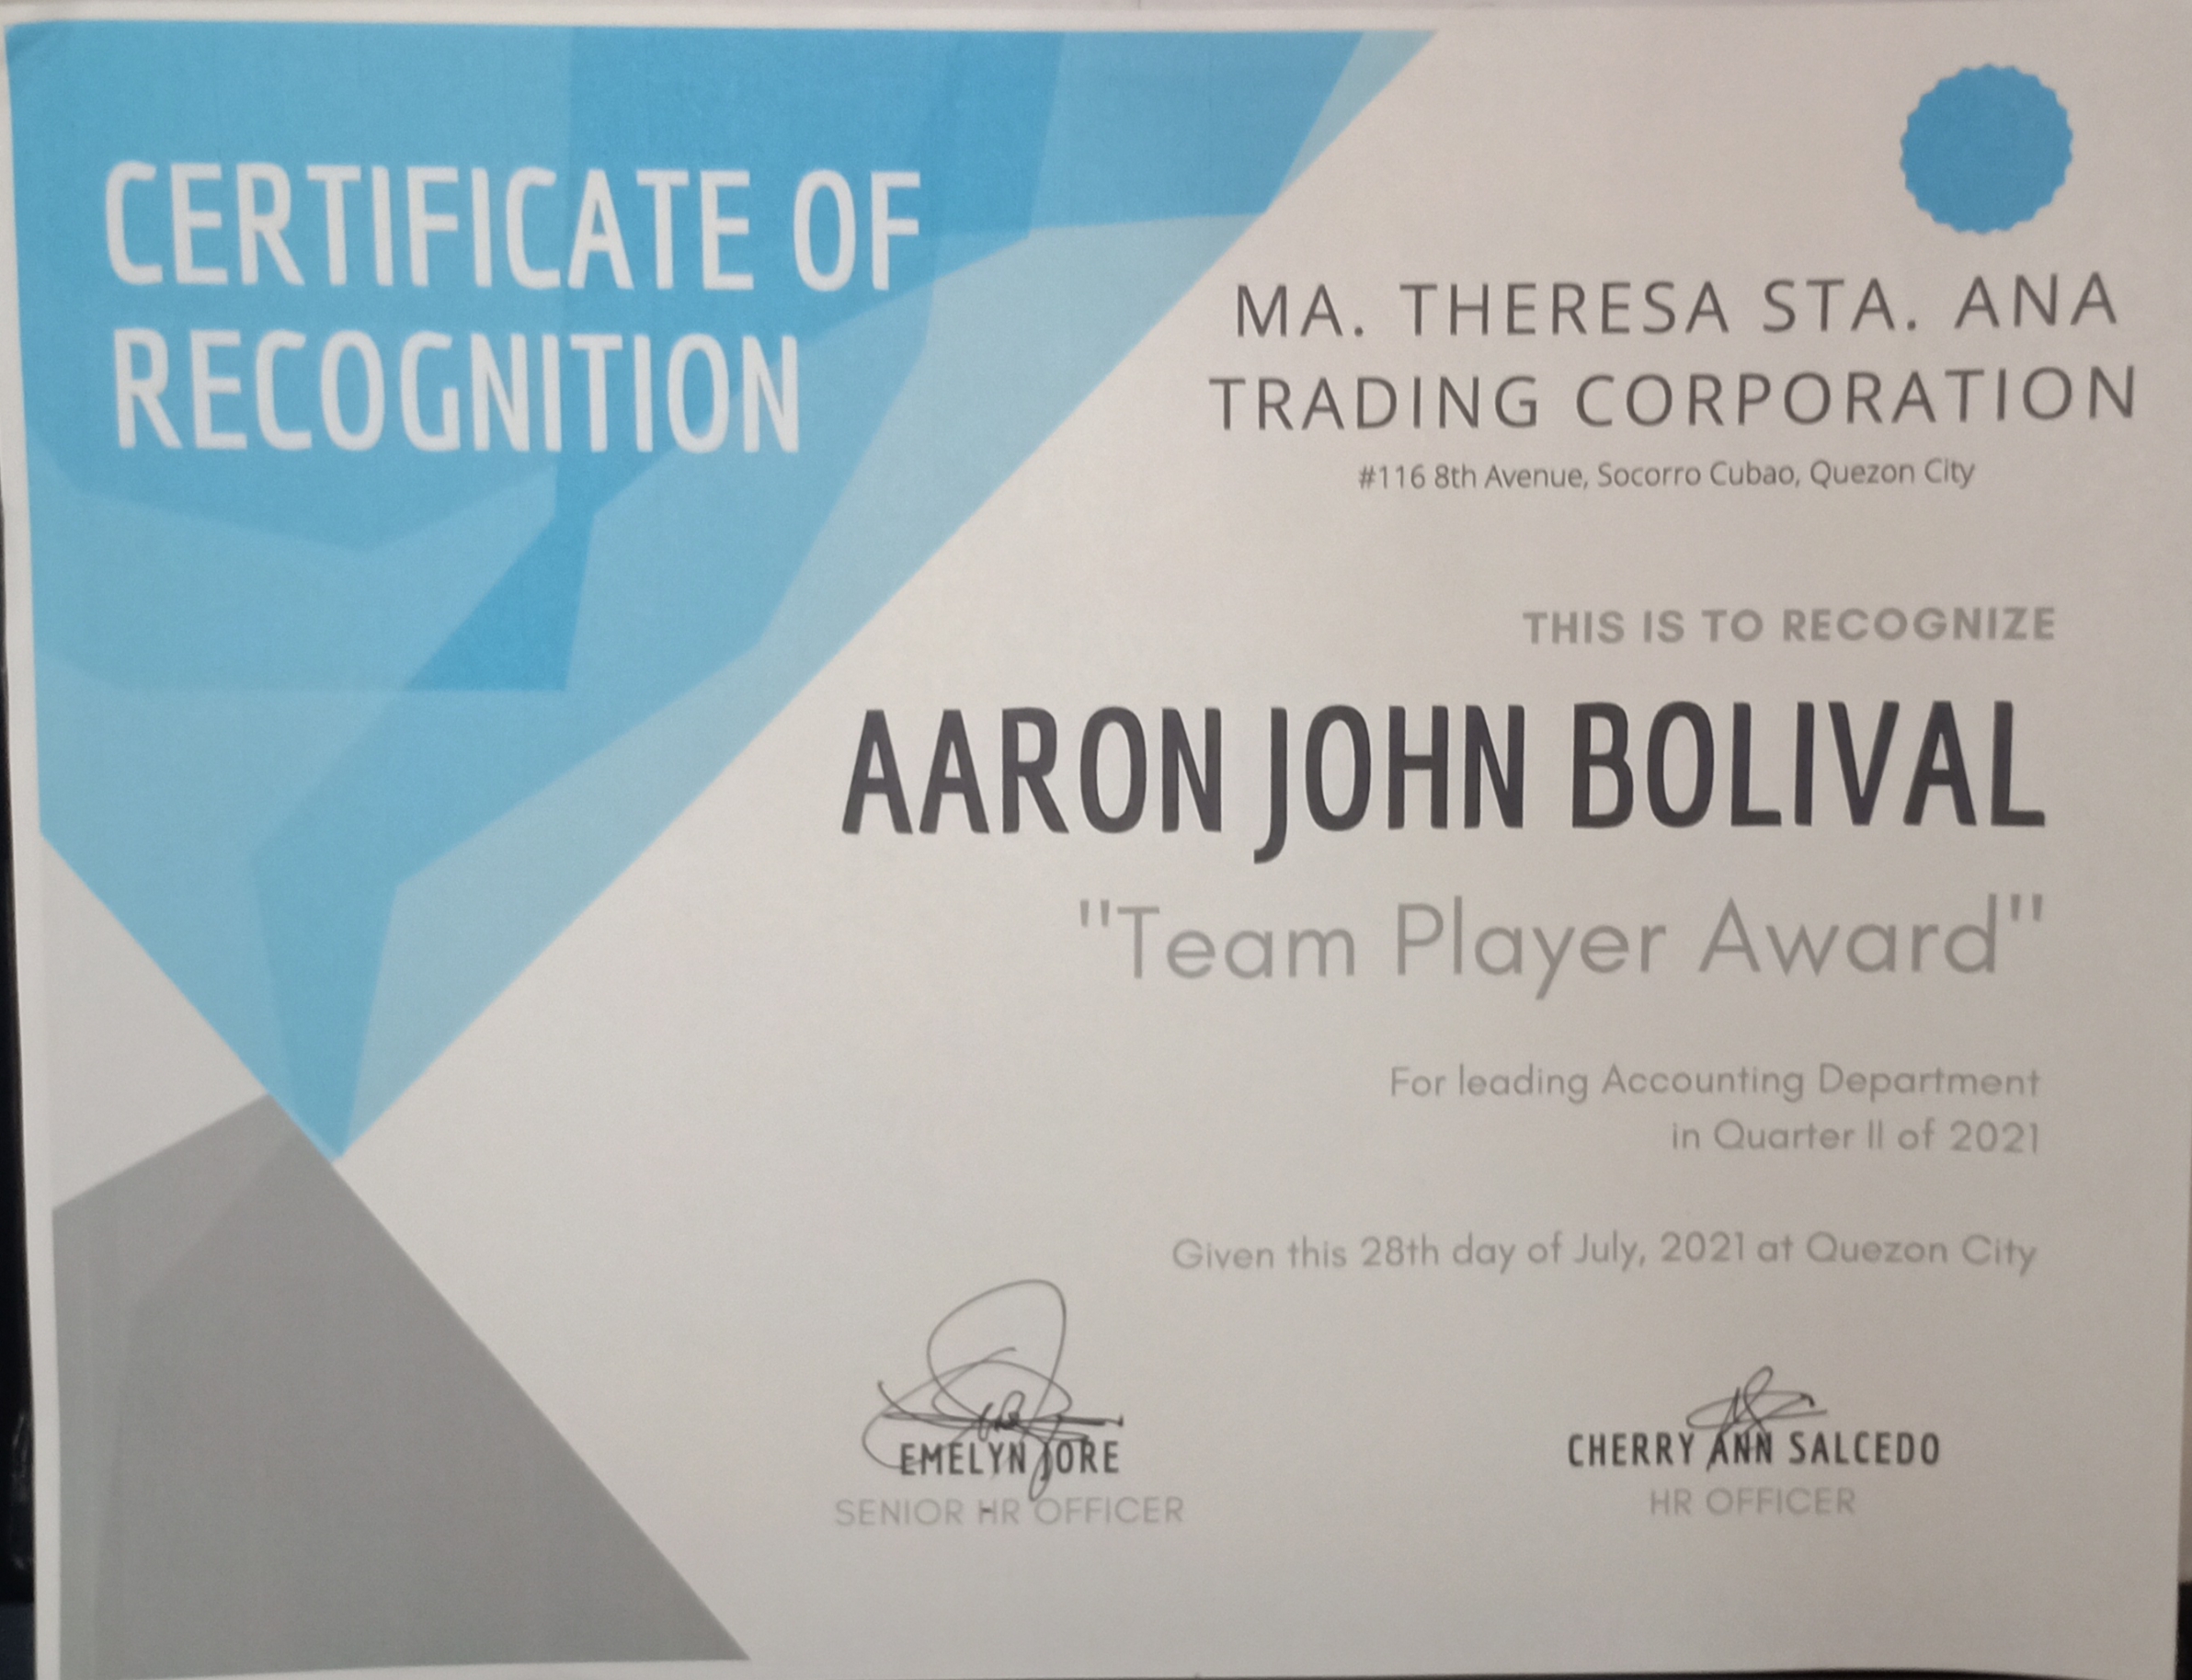 CERTIFICATE OF
RECOGNITION
MA. THERESA STA. ANA
TRADING CORPORATION
#116 8th Avenue, Socorro Cubao, Quezon City
THIS IS TO RECOGNIZE
AARON JOHN BOLIVAL
"Team Player Award"
For leading Accounting Department
in Quarter II of 2021
Given this 28th day of July, 2021 at Quezon City
EMELYN JORE
SENIOR HR OFFICER
CHERRY ANN SALCEDO
HR OFFICER